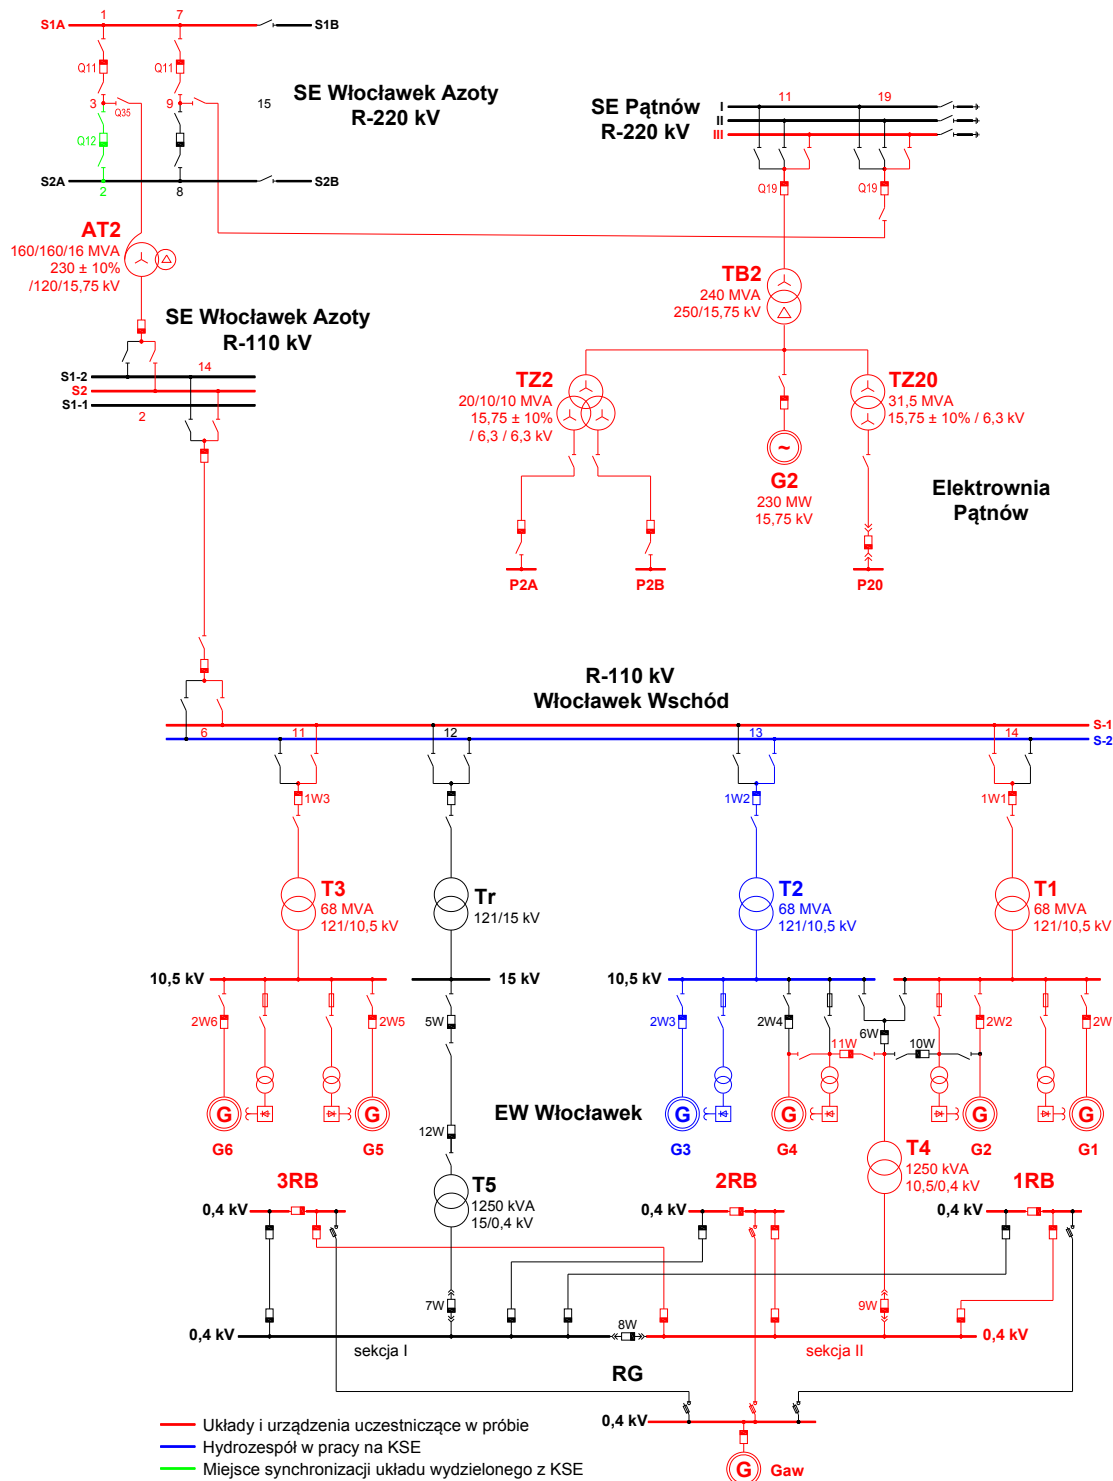 1
7
S1A
S1B
Q11
Q11
3
Q35
9
15
SE Włocławek Azoty
R-220 kV
Q12
S2A
2
8
S2B
SE Pątnów
R-220 kV
I
11
19
II
III
Q19
Q19
AT2
160/160/16 MVA
230 ± 10%
/120/15,75 kV
TB2
240 MVA
250/15,75 kV
SE Włocławek Azoty
R-110 kV
S1-2
14
S2
S1-1
2
TZ2
20/10/10 MVA
15,75 ± 10%
/ 6,3 / 6,3 kV
~
G2
230 MW
15,75 kV
TZ20
31,5 MVA
15,75 ± 10% / 6,3 kV
Elektrownia
Pątnów
P2A
P2B
P20
R-110 kV
Włocławek Wschód
S-1
6
11
12
13
14
S-2
1W3
1W2
1W1
T3
68 MVA
121/10,5 kV
Tr
121/15 kV
T2
68 MVA
121/10,5 kV
T1
68 MVA
121/10,5 kV
10,5 kV
15 kV
10,5 kV
2W6
2W5
5W
2W3
2W4
6W
11W
10W
2W2
2W
G
G
G
G
G
G
G6
G5
EW Włocławek
G3
G4
G2
G1
12W
T5
1250 kVA
15/0,4 kV
T4
1250 kVA
10,5/0,4 kV
3RB
2RB
1RB
0,4 kV
0,4 kV
0,4 kV
7W
9W
0,4 kV
8W
0,4 kV
sekcja I
sekcja II
RG
0,4 kV
G
Gaw
Układy i urządzenia uczestniczące w próbie
Hydrozespół w pracy na KSE
Miejsce synchronizacji układu wydzielonego z KSE